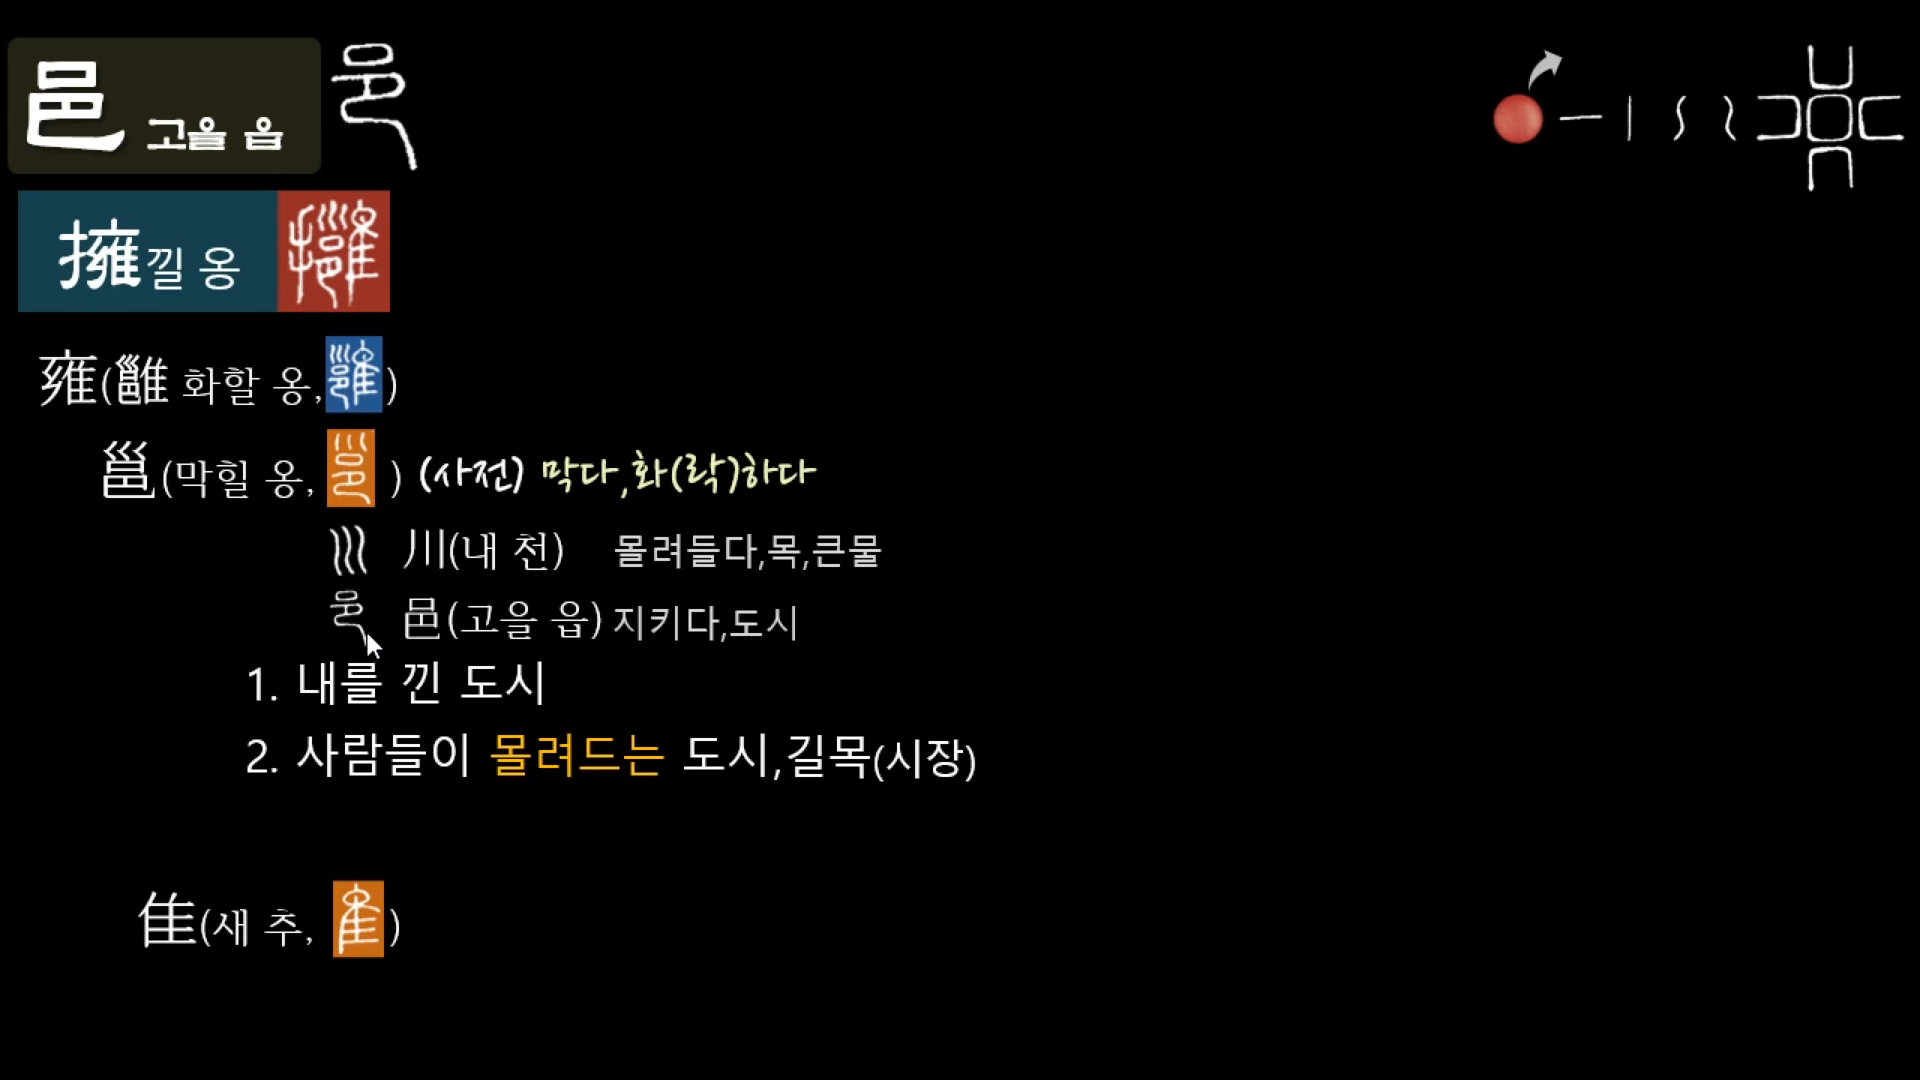 邑 고을 읍
擁 낄 옹
雍(雝 화할 옹, )
邕(막힐 옹, ) (사전) 막다,화(락)하다
川(내 천) 몰려들다,목,큰물
邑(고을 읍) 지키다,도시
1. 내를 낀 도시
2. 사람들이 몰려드는 도시,길목(시장)
隹(새 추, )